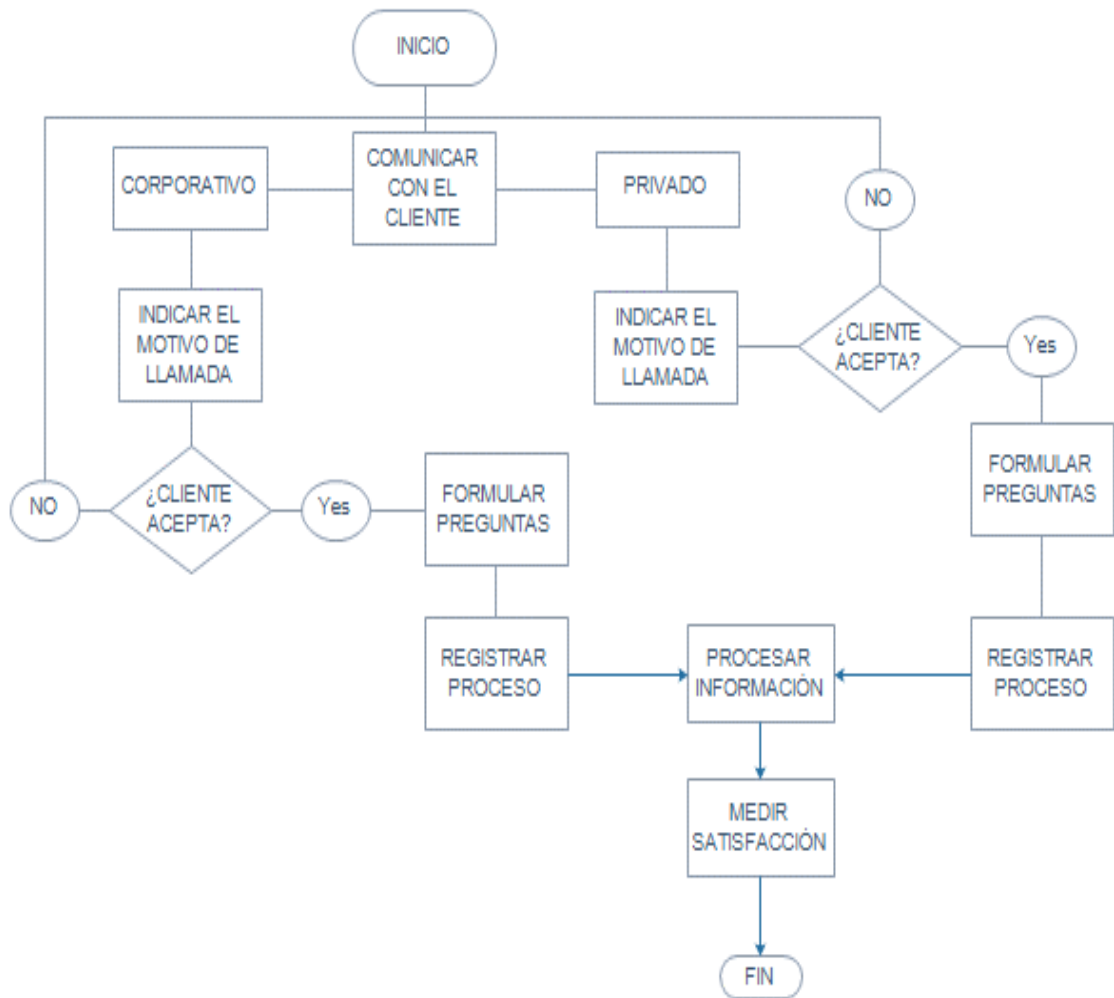 INICIO
CORPORATIVO
COMUNICAR
CON EL
CLIENTE
PRIVADO
NO
INDICAR EL
MOTIVO DE
LLAMADA
INDICAR EL
MOTIVO DE
LLAMADA
¿CLIENTE
ACEPTA?
Yes
NO
¿CLIENTE
ACEPTA?
Yes
FORMULAR
PREGUNTAS
FORMULAR
PREGUNTAS
REGISTRAR
PROCESO
PROCESAR
INFORMACIÓN
REGISTRAR
PROCESO
MEDIR
SATISFACCIÓN
FIN